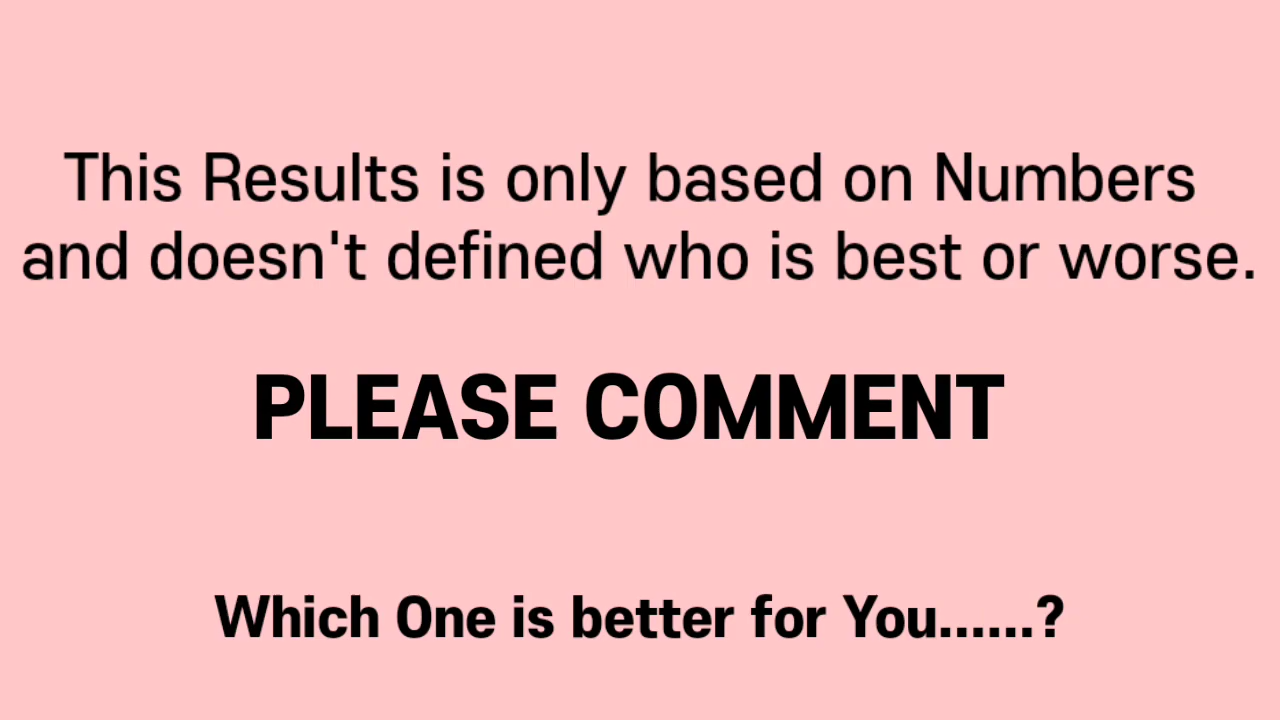 This Results is only based on Numbers
and doesn't defined who is best or worse.
PLEASE COMMENT
Which One is better for You......?